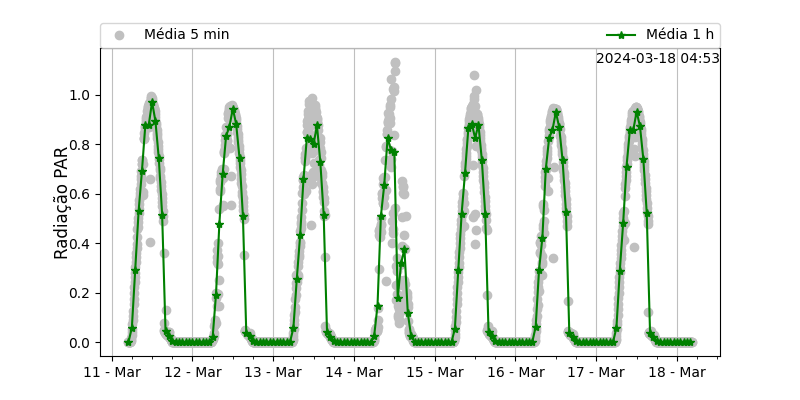 Média 5 min
Média 1 h
2024-03-18 04:53
Radiação PAR
1.0
0.8
0.6
0.4
0.2
0.0
11 - Mar
12 - Mar
13 - Mar
14 - Mar
15 - Mar
16 - Mar
17 - Mar
18 - Mar